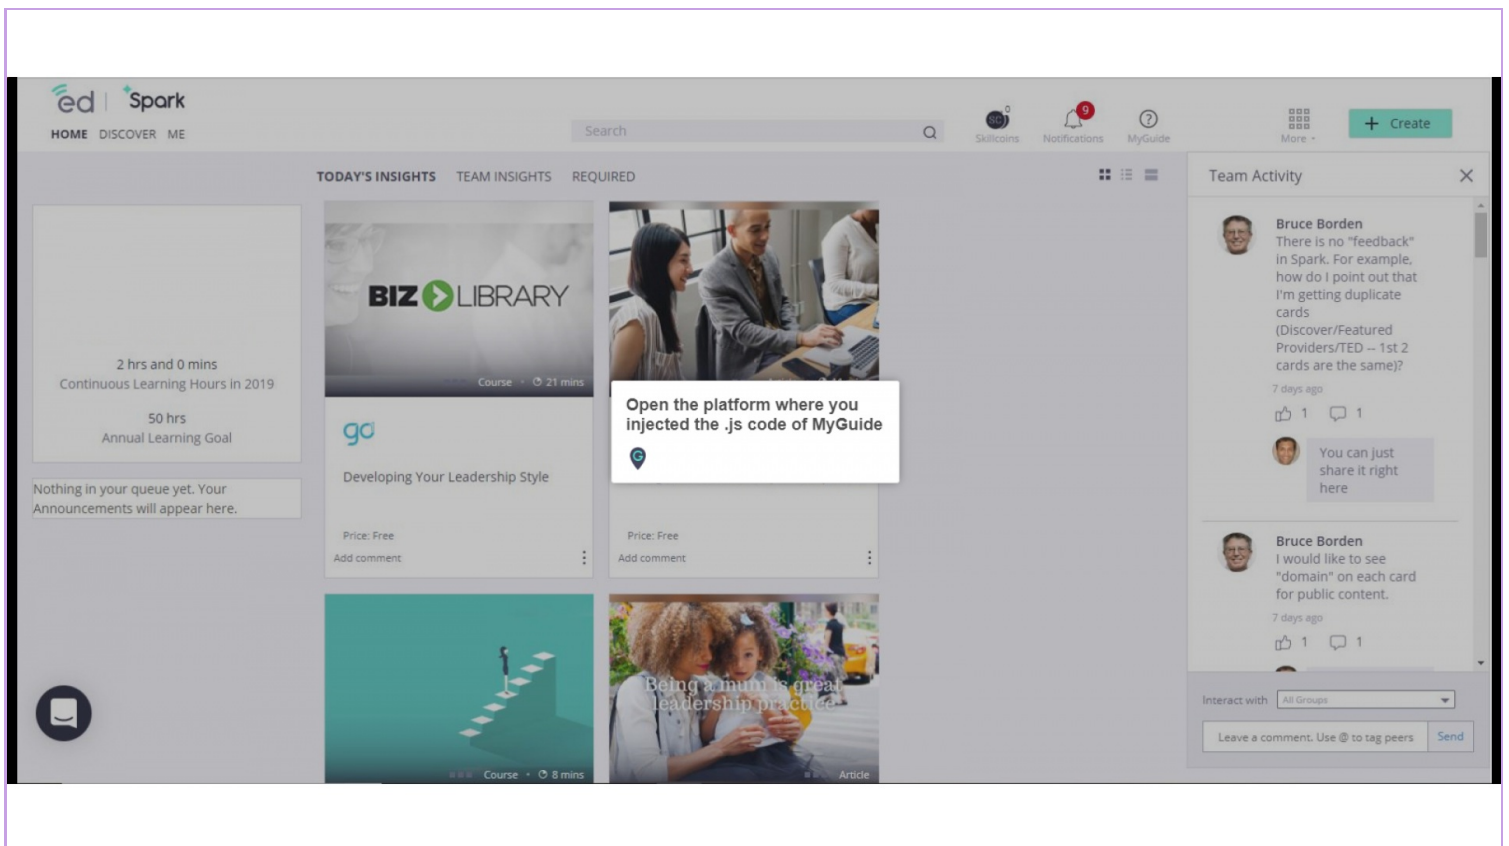 ed Spark
HOME DISCOVER ME
Search
0
SC
Skillcoins
9
Notifications
?
MyGuide
More
+ Create
TODAY'S INSIGHTS TEAM INSIGHTS REQUIRED
2 hrs and 0 mins
Continuous Learning Hours in 2019
50 hrs
Annual Learning Goal
Nothing in your queue yet. Your
Announcements will appear here.
BIZ LIBRARY
Course • 21 mins
go
Developing Your Leadership Style
Price: Free
Add comment
Open the platform where you
injected the .js code of MyGuide
G
Price: Free
Add comment
Course • 8 mins
Being a mum is great
leadership practice
Article
Team Activity
Bruce Borden
There is no "feedback"
in Spark. For example,
how do I point out that
I'm getting duplicate
cards
(Discover/Featured
Providers/TED -- 1st 2
cards are the same)?
7 days ago
1 1
You can just
share it right
here
Bruce Borden
I would like to see
"domain" on each card
for public content.
7 days ago
1 1
Interact with All Groups
Leave a comment. Use @ to tag peers Send